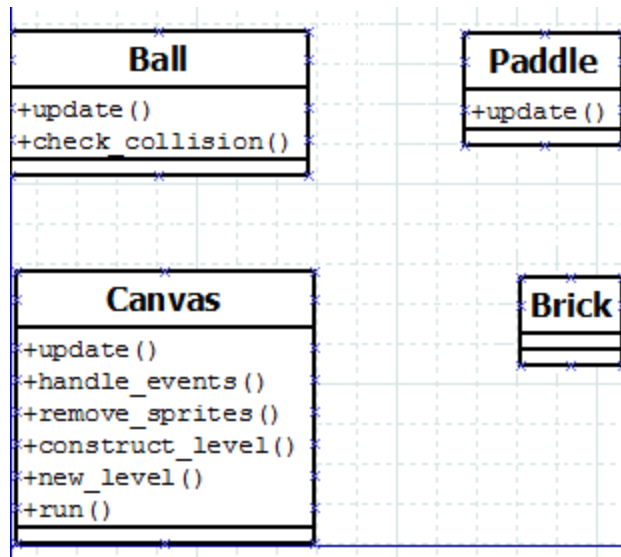 Ball
+update()
+check_collision()
Paddle
+update()
Canvas
+update()
+handle_events()
+remove_sprites()
+construct_level()
+new_level()
+run()
Brick